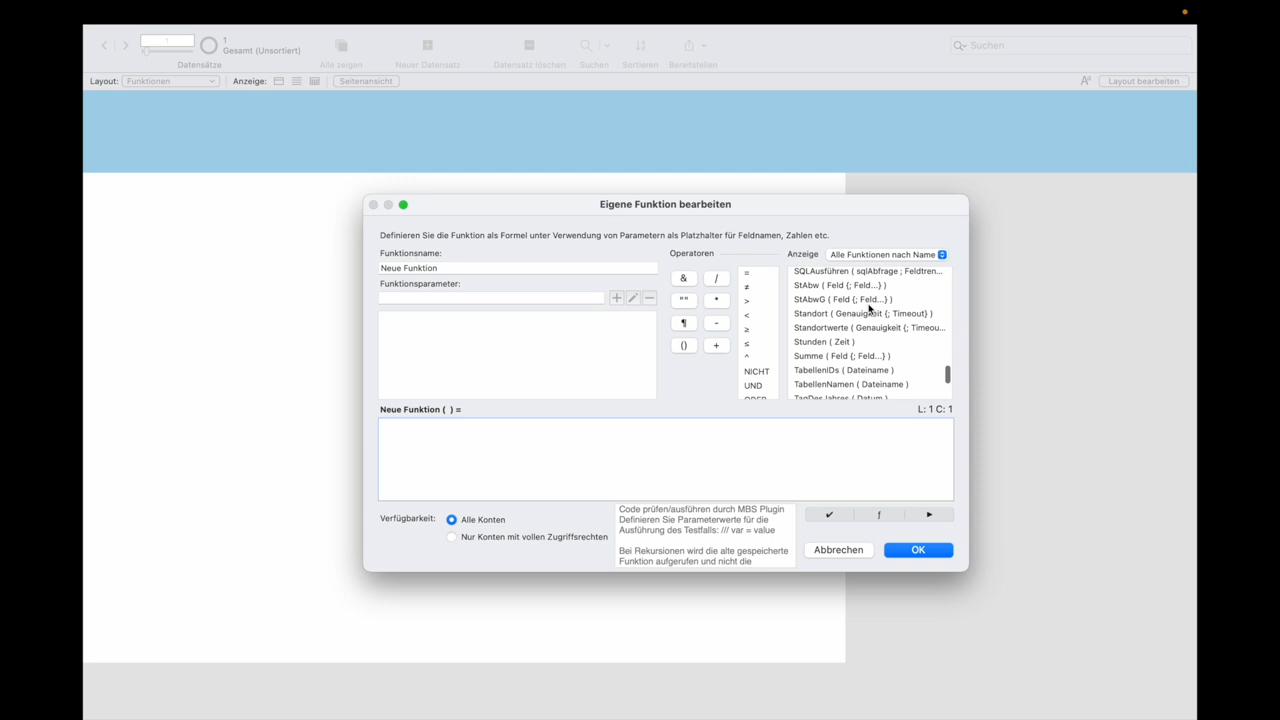 1
1
Gesamt (Unsortiert)
Suchen
Datensätze
Alle zeigen
Neuer Datensatz
Datensatz löschen
Suchen
Sortieren
Bereitstellen
Layout:
Funktionen
Anzeige:
Seitenansicht
Layout bearbeiten
Eigene Funktion bearbeiten
Definieren Sie die Funktion als Formel unter Verwendung von Parametern als Platzhalter für Feldnamen, Zahlen etc.
Funktionsname:
Neue Funktion
Funktionsparameter:
Operatoren
& /
"" *
¶ -
() +
=
≠
>
<
≥
≤
^
NICHT
UND
ODER
Anzeige
Alle Funktionen nach Name
SQLAusführen ( sqlAbfrage ; Feldtren...
StAbw ( Feld {; Feld...} )
StAbwG ( Feld {; Feld...} )
Standort ( Genauigkeit {; Timeout} )
Standortwerte ( Genauigkeit {; Timeou...
Stunden ( Zeit )
Summe ( Feld {; Feld...} )
TabellenIDs ( Dateiname )
TabellenNamen ( Dateiname )
TagDesJahres ( Datum )
Neue Funktion ( ) =
L: 1 C: 1
Verfügbarkeit:
Alle Konten
Nur Konten mit vollen Zugriffsrechten
Code prüfen/ausführen durch MBS Plugin
Definieren Sie Parameterwerte für die
Ausführung des Testfalls: /// var = value
Bei Rekursionen wird die alte gespeicherte
Funktion aufgerufen und nicht die
Abbrechen
OK